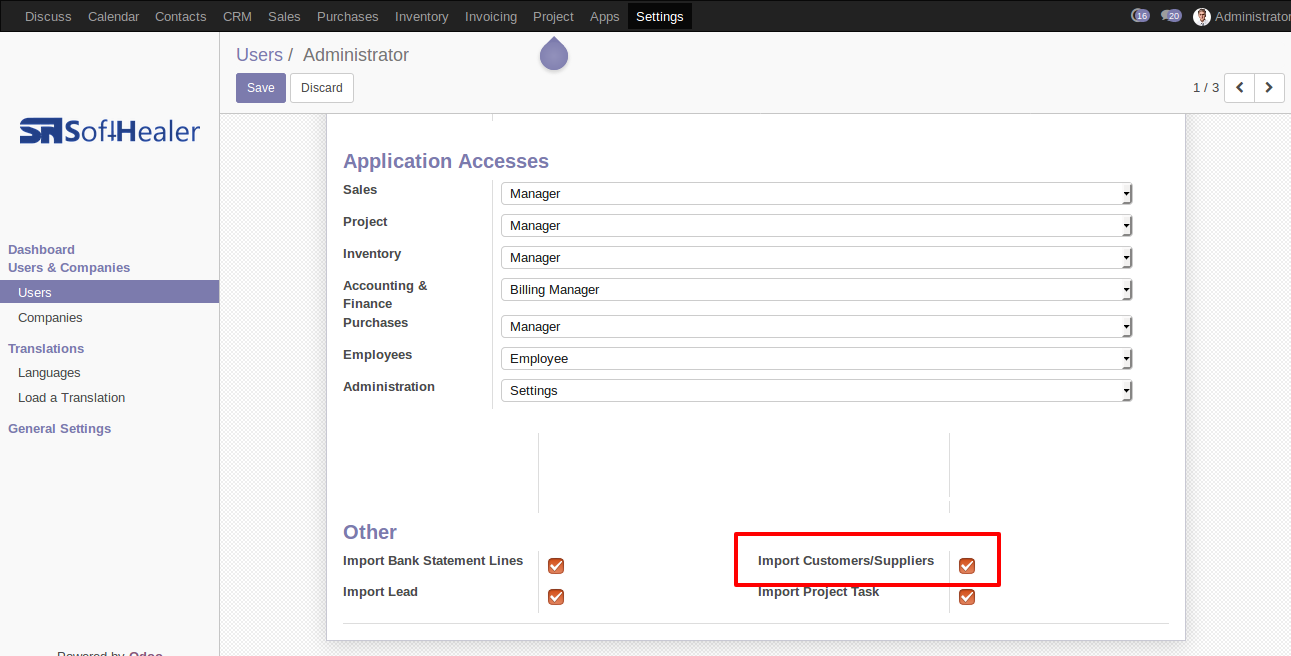 Discuss Calendar Contacts CRM Sales Purchases Inventory Invoicing Project Apps Settings 16 20 Administrator
Users / Administrator
Save Discard
1 / 3
SH SoftHealer
Dashboard
Users & Companies
Users
Companies
Translations
Languages
Load a Translation
General Settings
Powered by Odoo
Application Accesses
Sales Manager
Project Manager
Inventory Manager
Accounting & Billing Manager
Finance
Purchases Manager
Employees Employee
Administration Settings
Other
Import Bank Statement Lines Import Customers/Suppliers
Import Lead Import Project Task